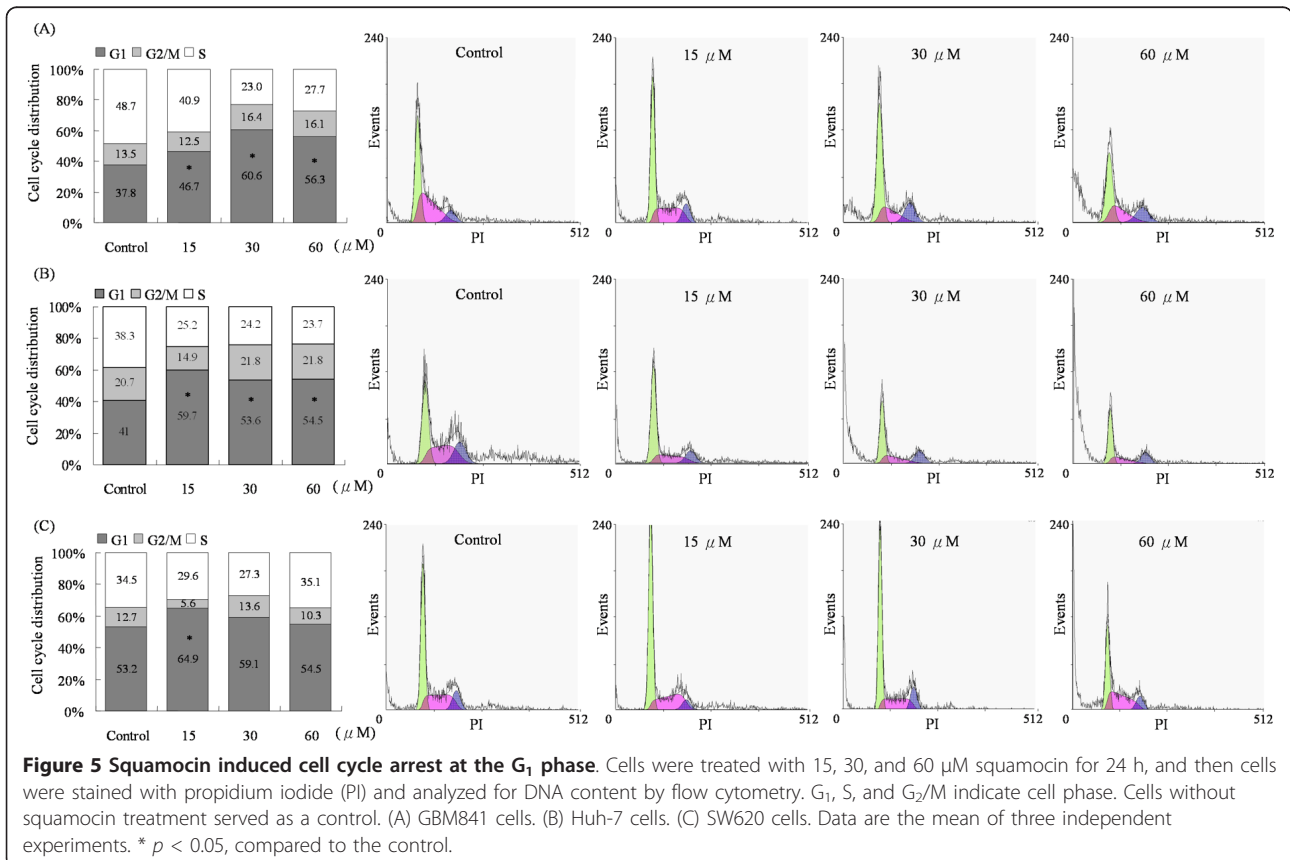 (A)
G1 G2/M S
Cell cycle distribution
100%
80%
60%
40%
20%
0%
48.7 40.9 23.0 27.7
13.5 12.5 16.4 16.1
* * *
37.8 46.7 60.6 56.3
Control 15 30 60 (μM)
240 Control
Events
0 PI 512
15 μM
Events
0 PI 512
240 30 μM
Events
0 PI 512
240 60 μM
Events
0 PI 512
(B)
G1 G2/M S
Cell cycle distribution
100%
80%
60%
40%
20%
0%
38.3 25.2 24.2 23.7
20.7 14.9 21.8 21.8
* * *
41 59.7 53.6 54.5
Control 15 30 60 (μM)
240 Control
Events
0 PI 512
240 15 μM
Events
0 PI 512
240 30 μM
Events
0 PI 512
240 60 μM
Events
0 PI 512
(C)
G1 G2/M S
Cell cycle distribution
100%
80%
60%
40%
20%
0%
34.5 29.6 27.3 35.1
12.7 5.6 13.6 10.3
*
53.2 64.9 59.1 54.5
Control 15 30 60 (μM)
240 Control
Events
0 PI 512
240 15 μM
Events
0 PI 512
240 30 μM
Events
0 PI 512
240 60 μM
Events
0 PI 512
Figure 5 Squamocin induced cell cycle arrest at the G₁ phase. Cells were treated with 15, 30, and 60 μM squamocin for 24 h, and then cells
were stained with propidium iodide (PI) and analyzed for DNA content by flow cytometry. G₁, S, and G₂/M indicate cell phase. Cells without
squamocin treatment served as a control. (A) GBM841 cells. (B) Huh-7 cells. (C) SW620 cells. Data are the mean of three independent
experiments. * p < 0.05, compared to the control.